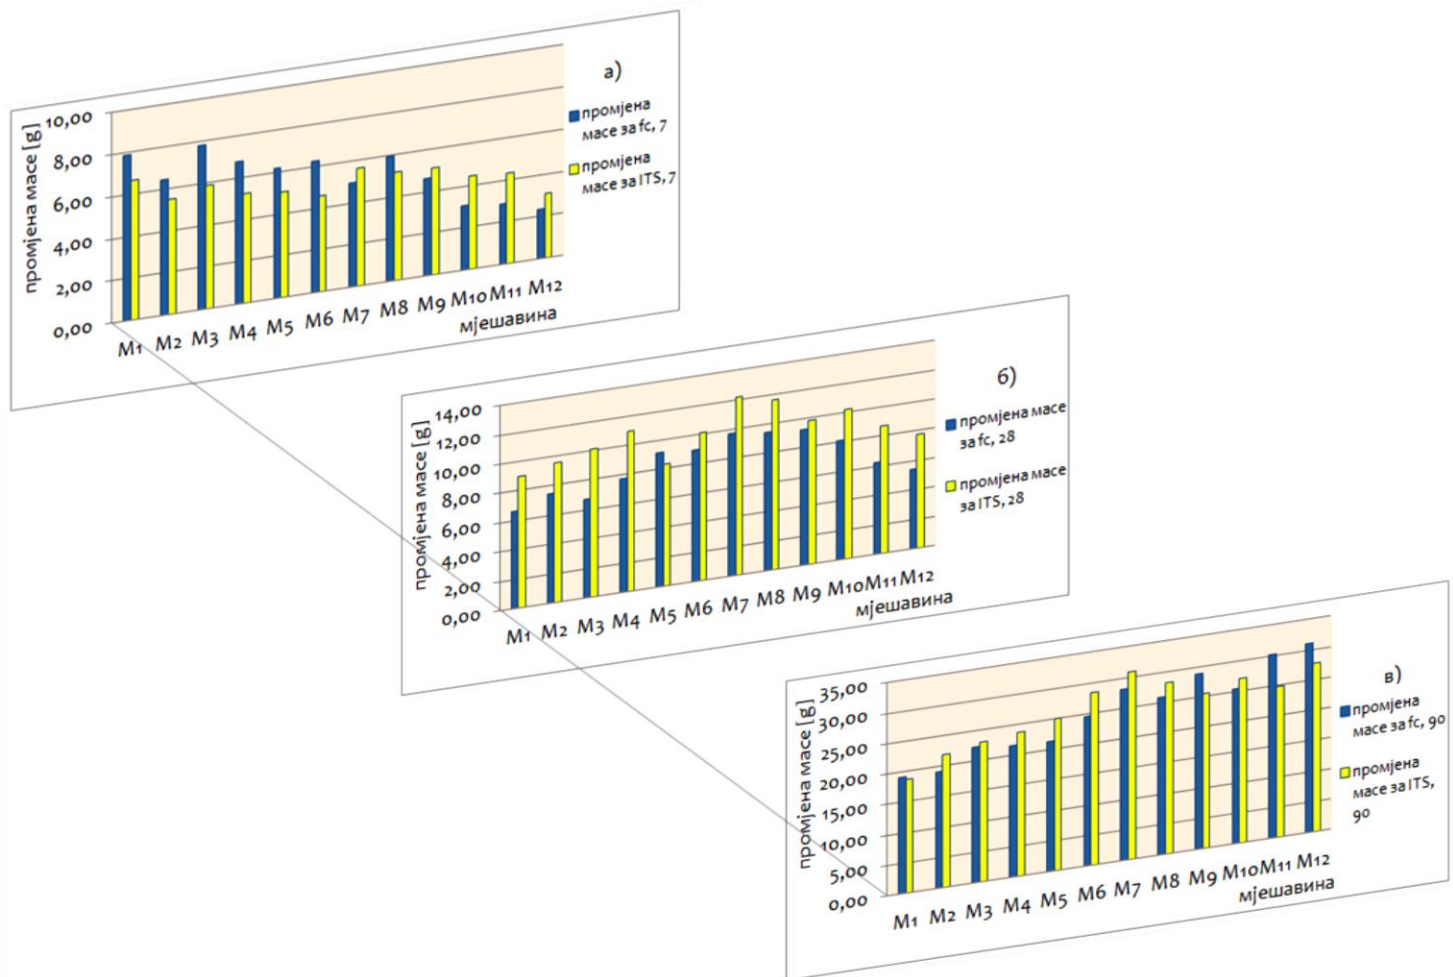 а)
промјена масе [g]
10,00
8,00
6,00
4,00
2,00
0,00
M1 M2 M3 M4 M5 M6 M7 M8 M9 M10 M11 M12
мјешавина
промјена
масе за fc, 7
промјена
масе за ITS, 7
б)
промјена масе [g]
14,00
12,00
10,00
8,00
6,00
4,00
2,00
0,00
M1 M2 M3 M4 M5 M6 M7 M8 M9 M10 M11 M12
мјешавина
промјена масе
за fc, 28
промјена масе
за ITS, 28
в)
промјена масе [g]
35,00
30,00
25,00
20,00
15,00
10,00
5,00
0,00
M1 M2 M3 M4 M5 M6 M7 M8 M9 M10 M11 M12
мјешавина
промјена
масе за fc, 90
промјена
масе за ITS,
90